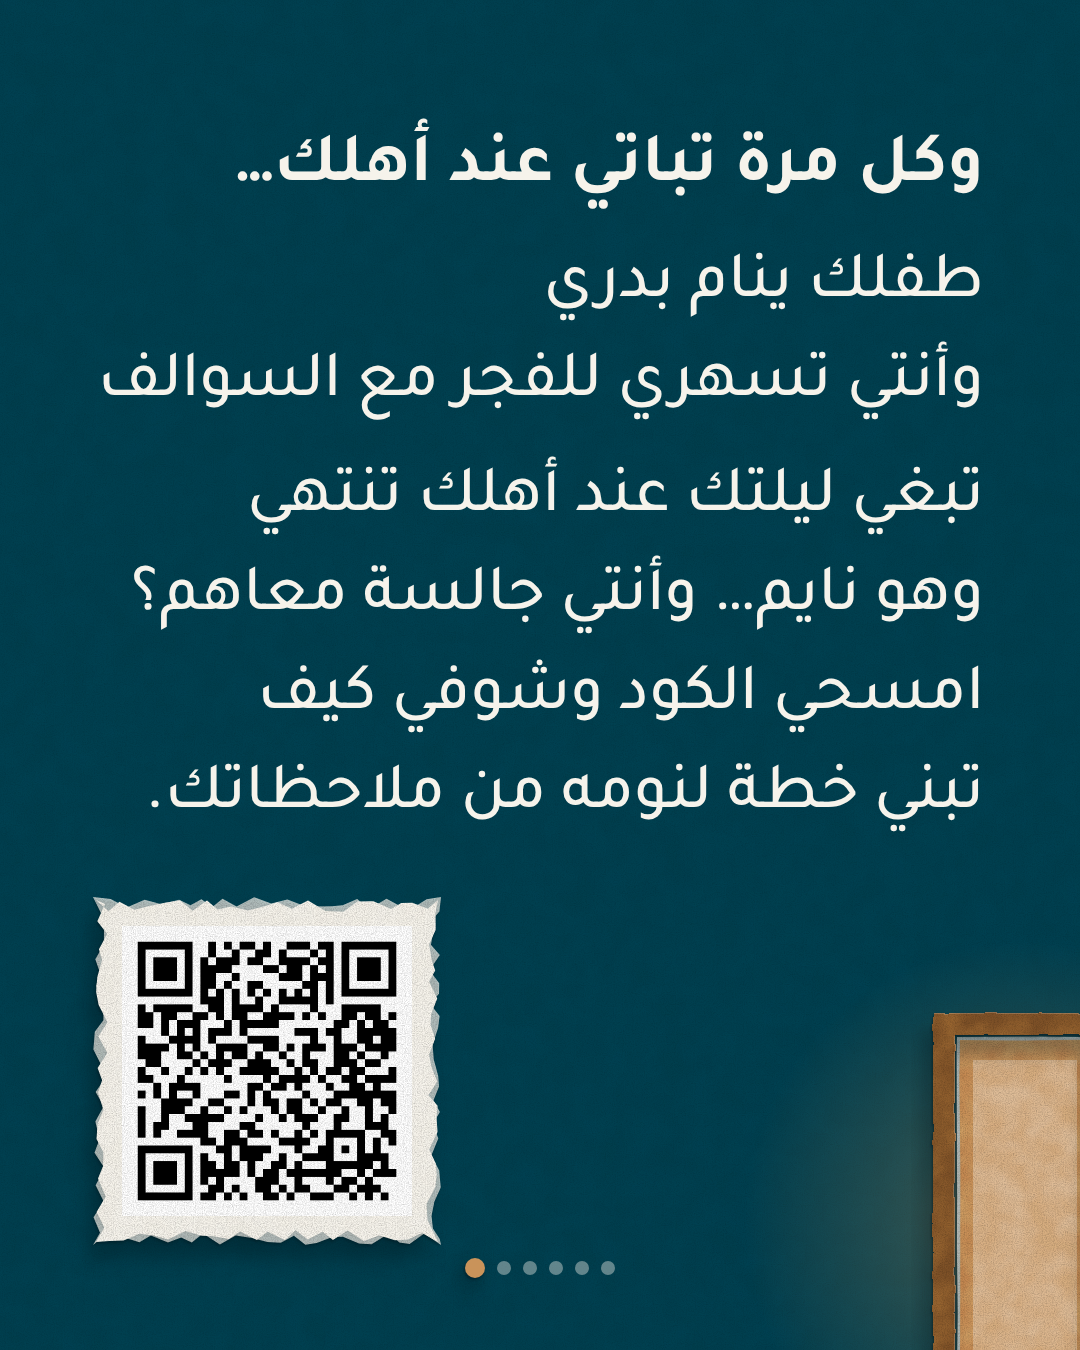 وكل مرة تباتي عند أهلك...
طفلك ينام بدري
وأنتي تسهري للفجر مع السوالف
تبغي ليلتك عند أهلك تنتهي
وهو نايم... وأنتي جالسة معاهم؟
امسحي الكود وشوفي كيف
تبني خطة لنومه من ملاحظاتك.